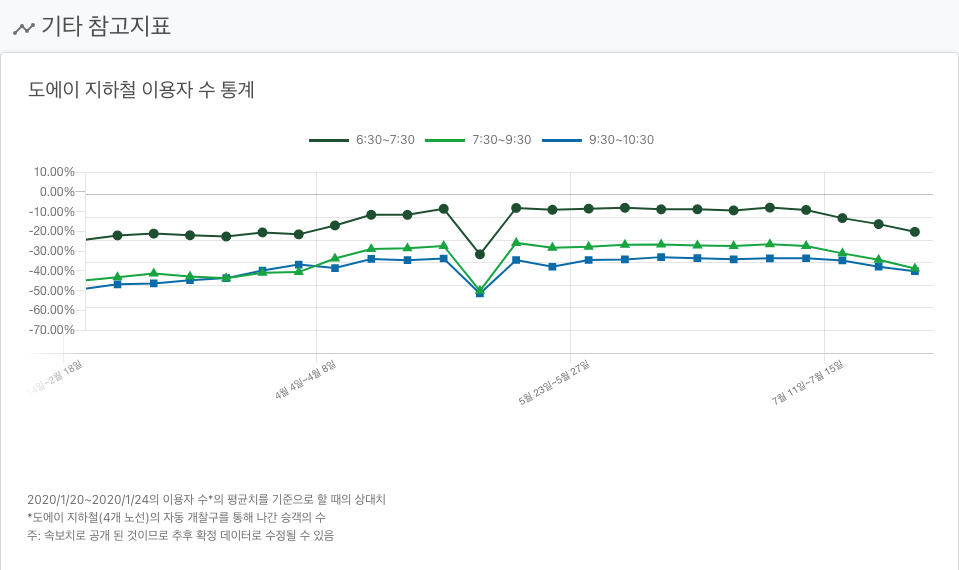 기타 참고지표
도에이 지하철 이용자 수 통계
6:30~7:30 7:30~9:30 9:30~10:30
10.00%
0.00%
-10.00%
-20.00%
-30.00%
-40.00%
-50.00%
-60.00%
-70.00%
14일~2월 18일
4월 4일~4월 8일
5월 23일~5월 27일
7월 11일~7월 15일
2020/1/20~2020/1/24의 이용자 수*의 평균치를 기준으로 할 때의 상대치
*도에이 지하철(4개 노선)의 자동 개찰구를 통해 나간 승객의 수
주: 속보치로 공개 된 것이므로 추후 확정 데이터로 수정될 수 있음